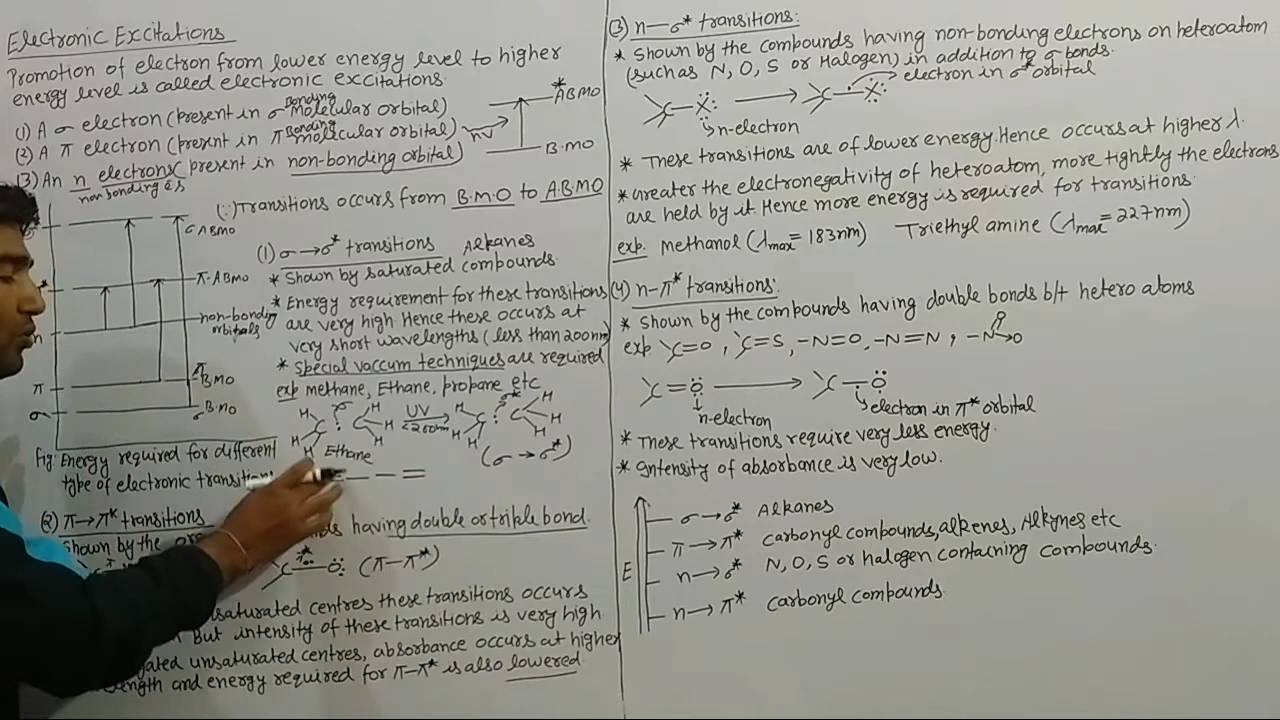 Electronic Excitations
Promotion of electron from lower energy level to higher
energy level is called electronic excitations.
(1) A σ electron (present in σ Bonding molecular orbital)
(2) A π electron (present in π Bonding molecular orbital)
(3) An n electrons (present in non-bonding orbital)
non bonding e⁻s
hν
*ABMO
B.MO
(∵) Transitions occurs from B.M.O to A.B.M.O
σ ABMO
π-ABMO
non-bonding
orbitals
π BMO
σ BMO
n
π
σ
Fig: Energy required for different
type of electronic
(1) σ→σ* transitions Alkanes
* Shown by saturated compounds
* Energy requirement for these transitions
are very high. Hence these occurs at
very short wavelengths (less than 200nm)
* Special vaccum techniques are required
exp methane, Ethane, propane etc
H H σ C C H H H UV <200nm H H C σ* C H H H
Ethane
(σ→σ*)
(2) π→π* transitions
Shown by the having double or triple bond.
(π-π*)
unsaturated centres these transitions occurs
But intensity of these transitions is very high
unsaturated centres, absorbance occurs at higher
and energy required for π-π* is also lowered
(3) n-σ* transitions:
* Shown by the compounds having non-bonding electrons on heteroatom
(such as N, O, S or Halogen) in addition to σ bonds.
electron in σ* orbital
C-X: → C-X:
n-electron
* These transitions are of lower energy. Hence occurs at higher λ.
* Greater the electronegativity of heteroatom, more tightly the electrons
are held by it. Hence more energy is required for transitions.
exp. methanol (λmax=183nm) Triethyl amine (λmax=227nm)
(4) n-π* transitions:
* Shown by the compounds having double bonds b/t hetero atoms
exp C=O, C=S, -N=O, -N=N, -N O O
C=O → C-O
n-electron
electron in π* orbital
* These transitions require very less energy.
* Intensity of absorbance is very low.
E
σ→σ* Alkanes
π→π* carbonyl compounds, alkenes, Alkynes etc
n→σ* N, O, S or halogen containing compounds.
n→π* carbonyl compounds.